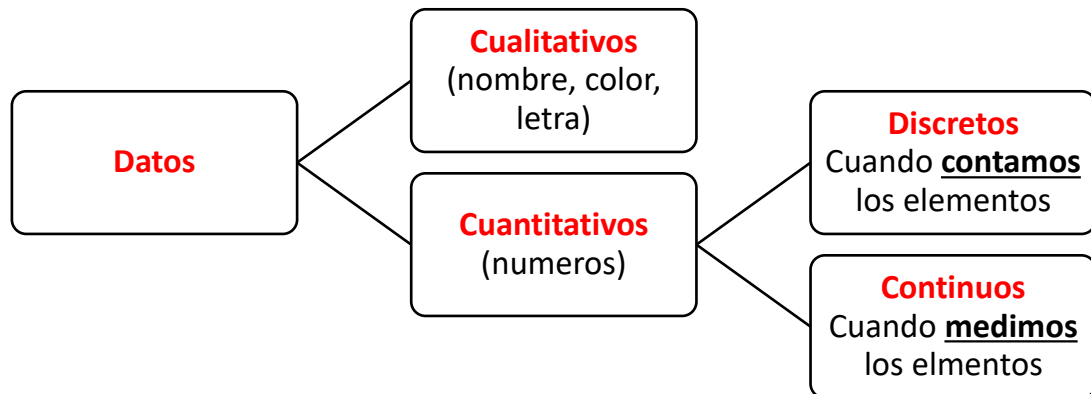 Datos
Cualitativos
(nombre, color,
letra)
Cuantitativos
(numeros)
Discretos
Cuando contamos
los elementos
Continuos
Cuando medimos
los elmentos